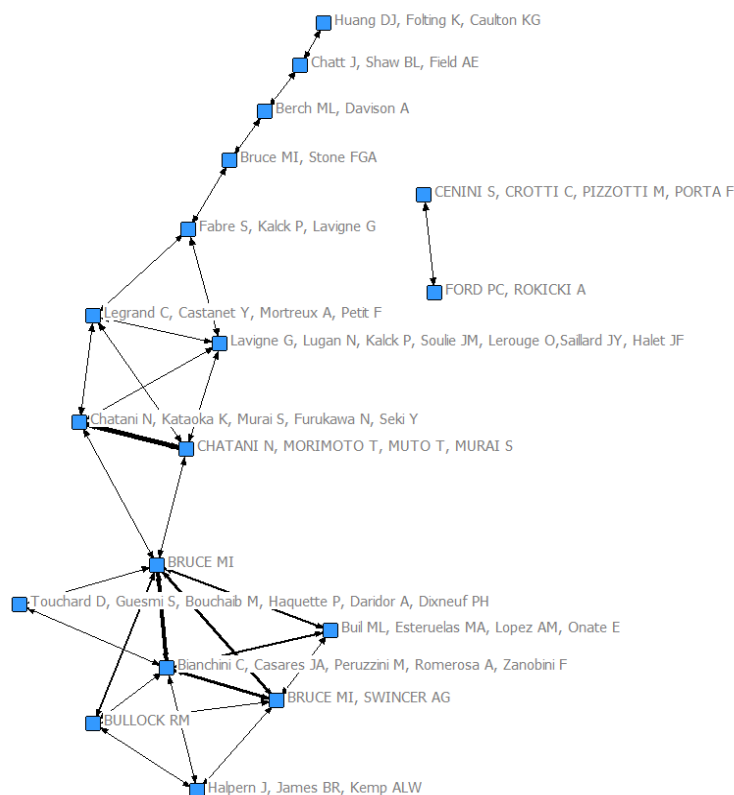 Huang DJ, Folting K, Caulton KG
Chatt J, Shaw BL, Field AE
Berch ML, Davison A
Bruce MI, Stone FGA
CENINI S, CROTTI C, PIZZOTTI M, PORTA F
Fabre S, Kalck P, Lavigne G
FORD PC, ROKICKI A
Legrand C, Castanet Y, Mortreux A, Petit F
Lavigne G, Lugan N, Kalck P, Soulie JM, Lerouge O,Saillard JY, Halet JF
Chatani N, Kataoka K, Murai S, Furukawa N, Seki Y
CHATANI N, MORIMOTO T, MUTO T, MURAI S
BRUCE MI
Touchard D, Guesmi S, Bouchaib M, Haquette P, Daridor A, Dixneuf PH
Buil ML, Esteruelas MA, Lopez AM, Onate E
Bianchini C, Casares JA, Peruzzini M, Romerosa A, Zanobini F
BRUCE MI, SWINCER AG
BULLOCK RM
Halpern J, James BR, Kemp ALW